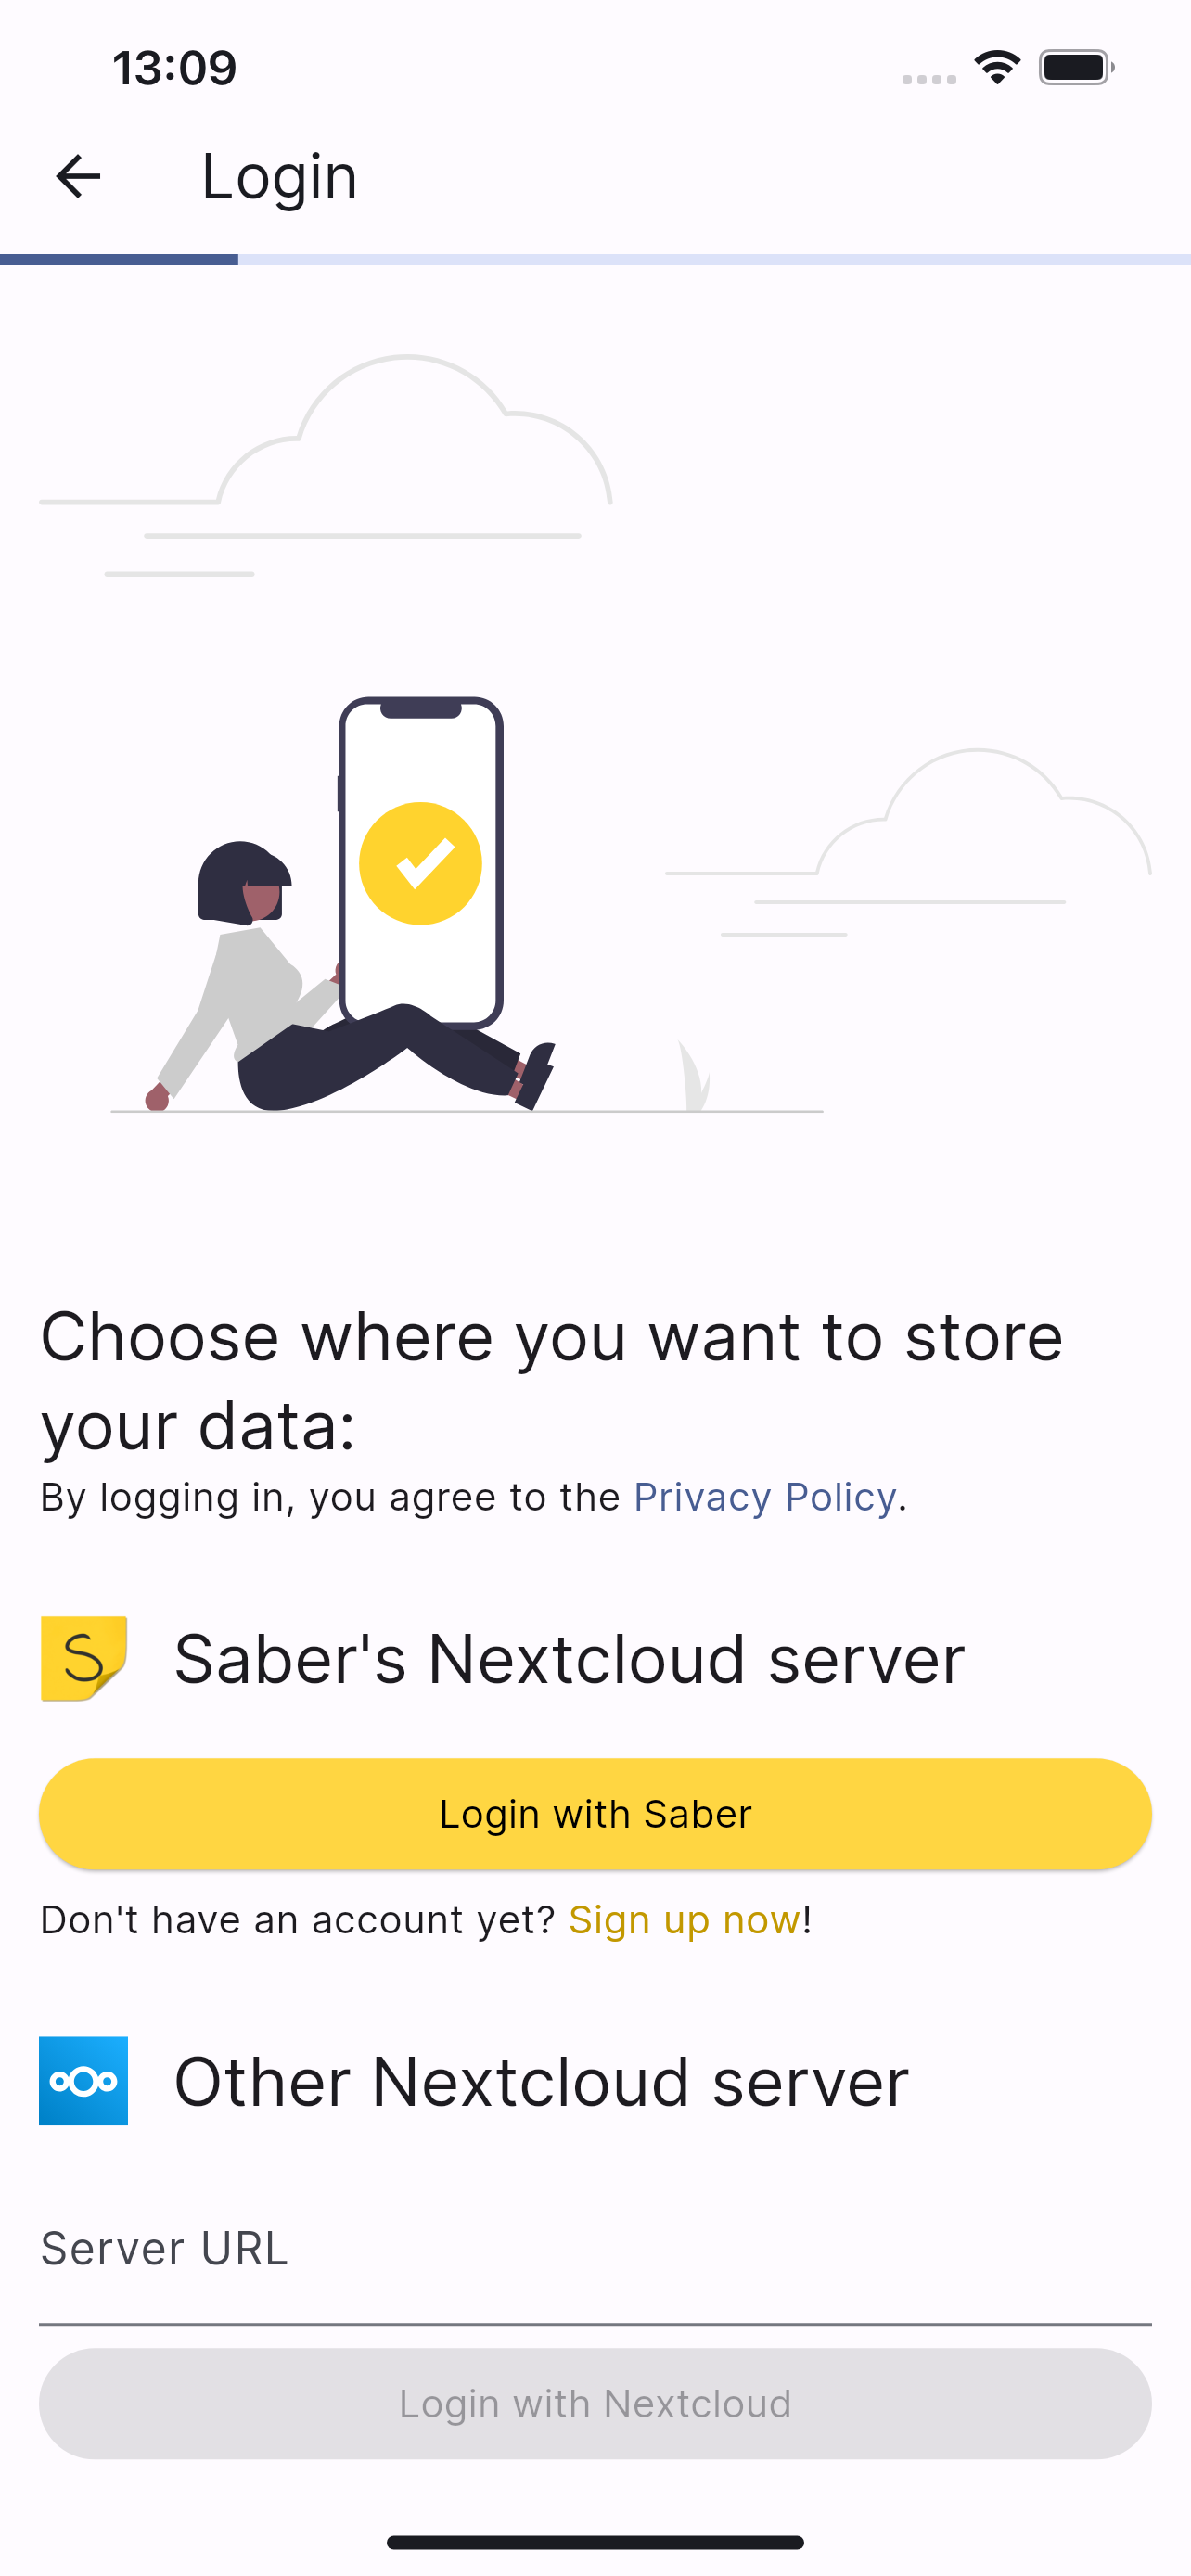 13:09
Login
Choose where you want to store
your data:
By logging in, you agree to the Privacy Policy.
S
Saber's Nextcloud server
Login with Saber
Don't have an account yet? Sign up now!
Other Nextcloud server
Server URL
Login with Nextcloud